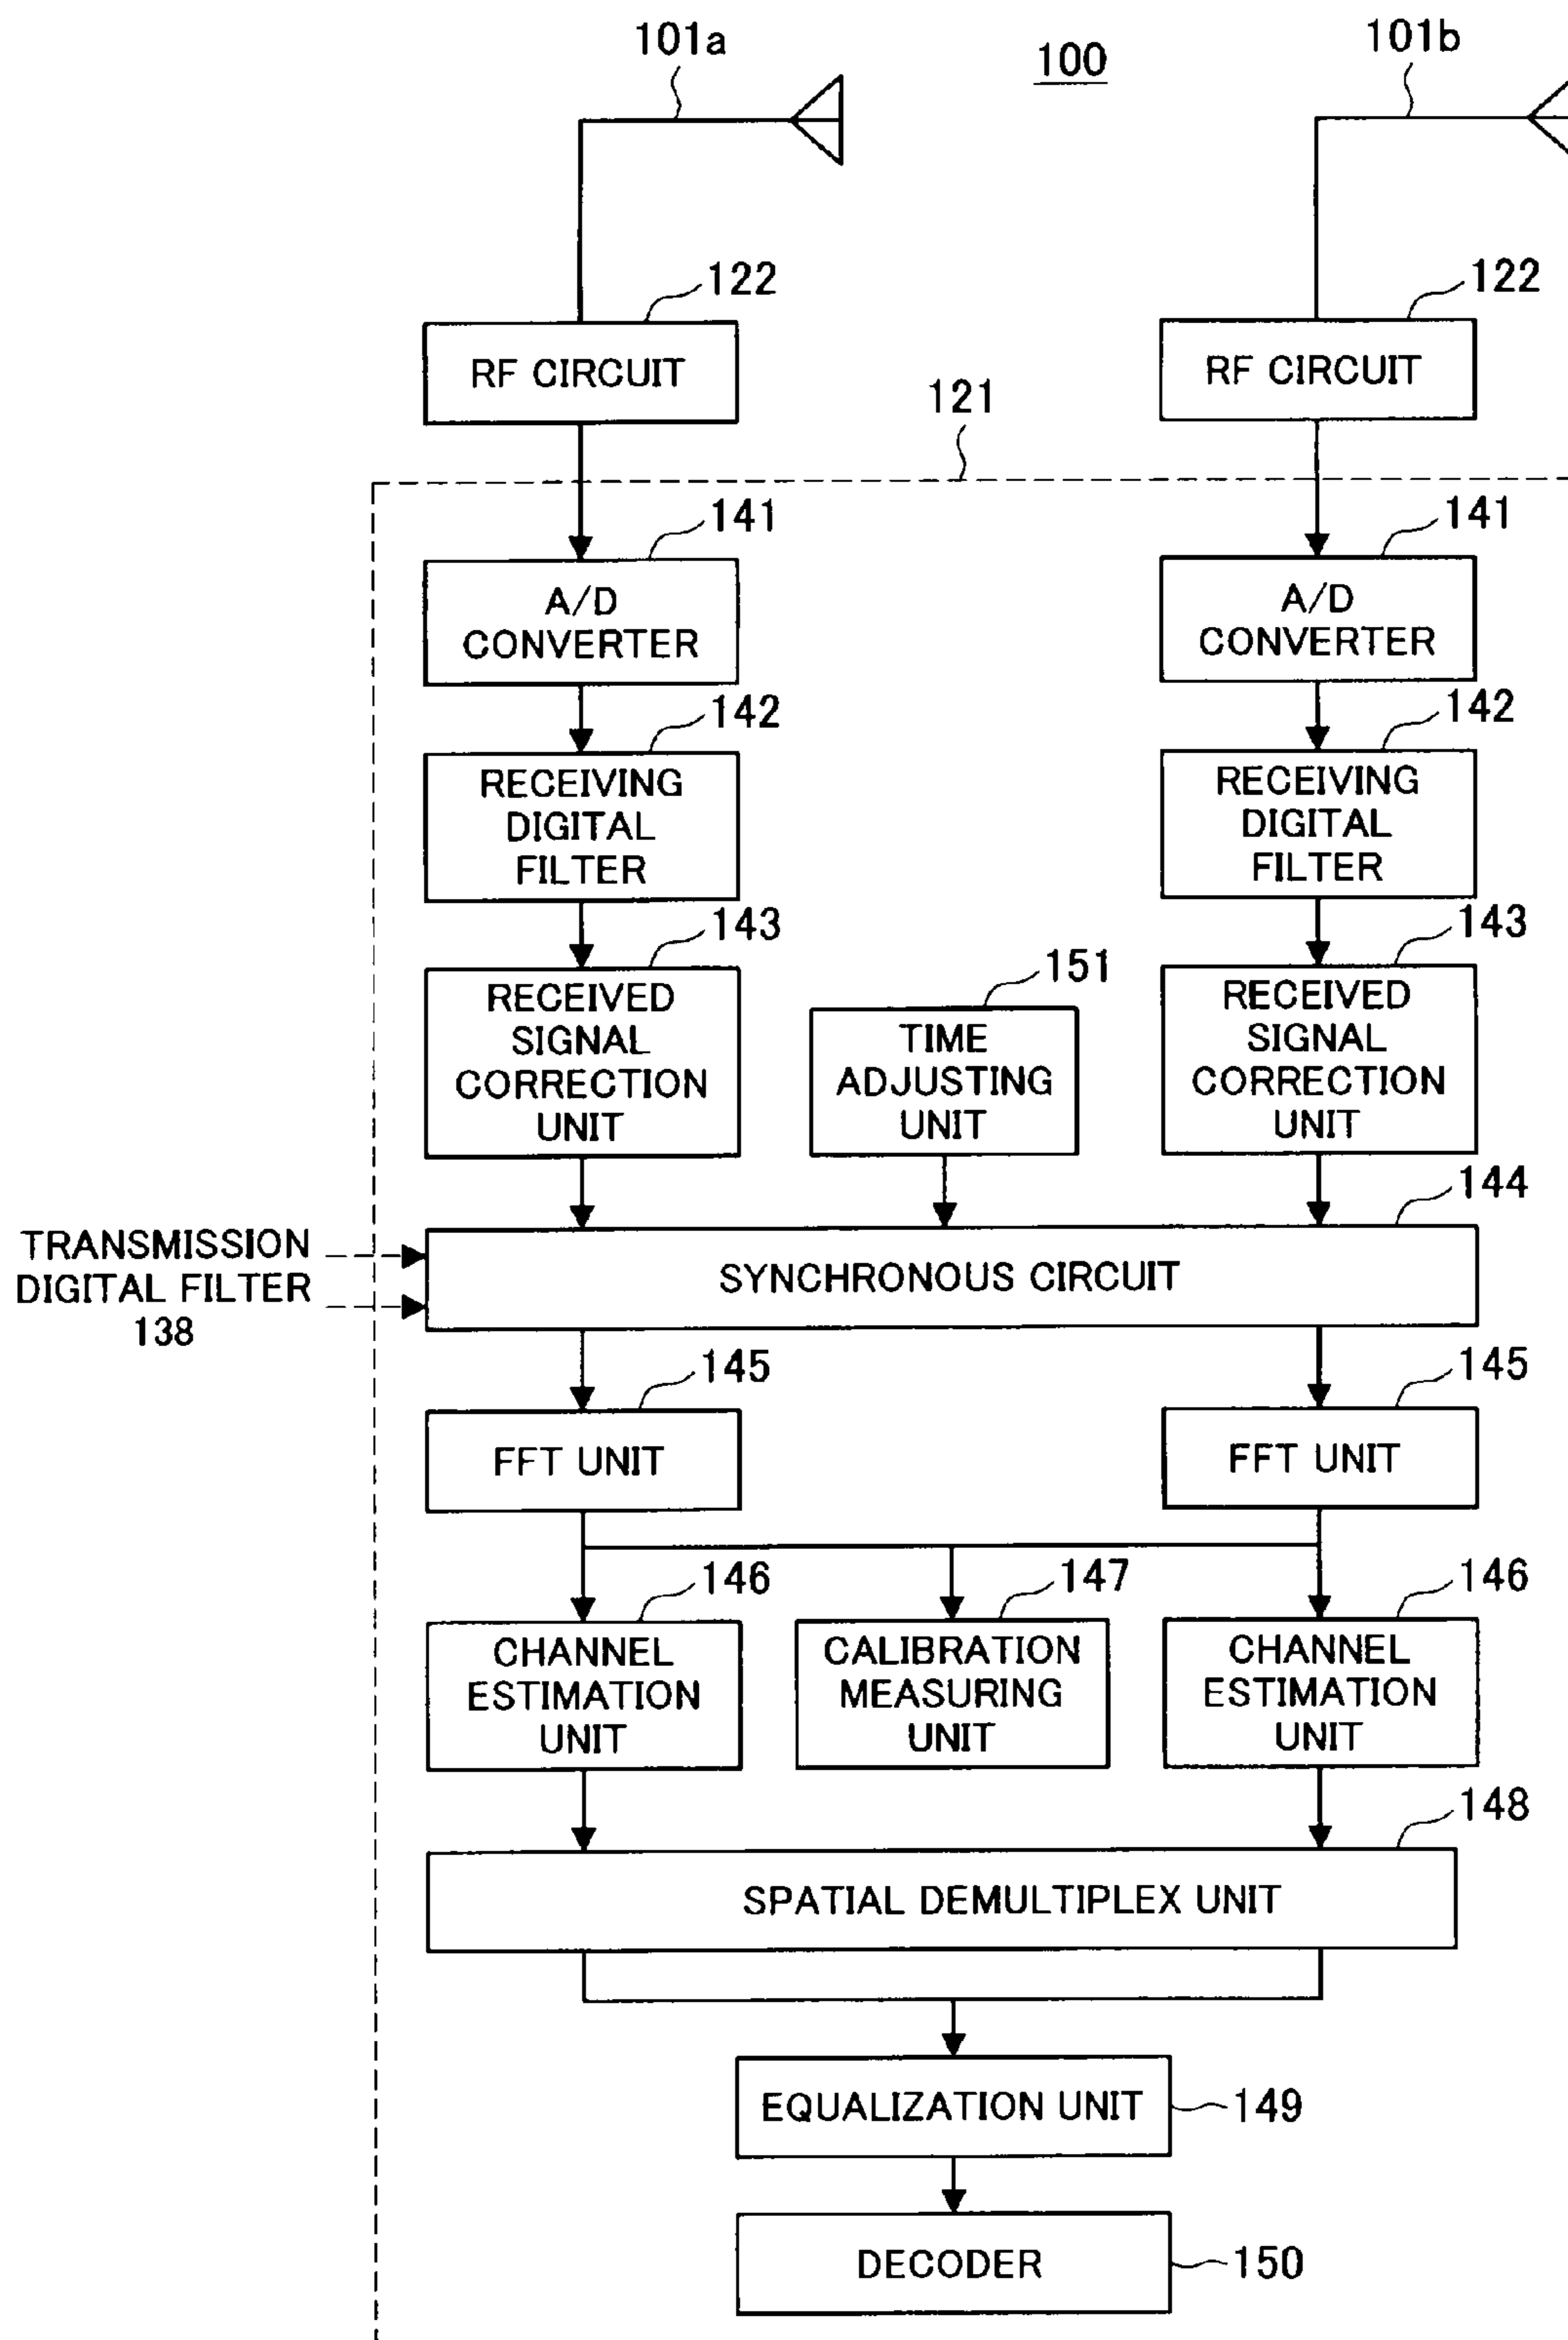 101a
100
101b
122
122
RF CIRCUIT
RF CIRCUIT
121
141
141
A/D
CONVERTER
A/D
CONVERTER
142
142
RECEIVING
DIGITAL
FILTER
RECEIVING
DIGITAL
FILTER
143
143
151
RECEIVED
SIGNAL
CORRECTION
UNIT
TIME
ADJUSTING
UNIT
RECEIVED
SIGNAL
CORRECTION
UNIT
144
TRANSMISSION
DIGITAL FILTER
138
SYNCHRONOUS CIRCUIT
145
145
FFT UNIT
FFT UNIT
146
147
146
CHANNEL
ESTIMATION
UNIT
CALIBRATION
MEASURING
UNIT
CHANNEL
ESTIMATION
UNIT
148
SPATIAL DEMULTIPLEX UNIT
EQUALIZATION UNIT
149
DECODER
150